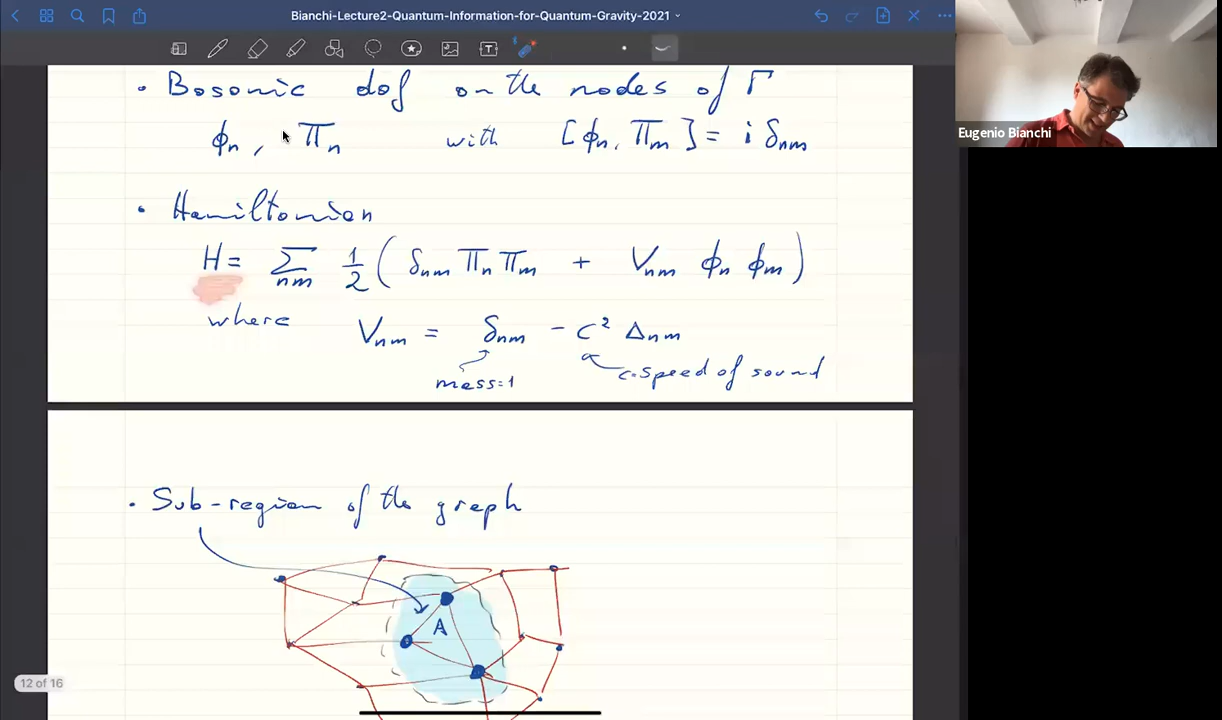 Bianchi-Lecture2-Quantum-Information-for-Quantum-Gravity-2021
Eugenio Bianchi
• Bosonic dof on the nodes of Γ
ϕn, Πn with [ϕn, Πm] = i δnm
• Hamiltonian
H = Σnm 1/2 ( δnm Πn Πm + Vnm ϕn ϕm )
where Vnm = δnm − c² Δnm
mass=1 c=speed of sound
• Sub-region of the graph
A
12 of 16